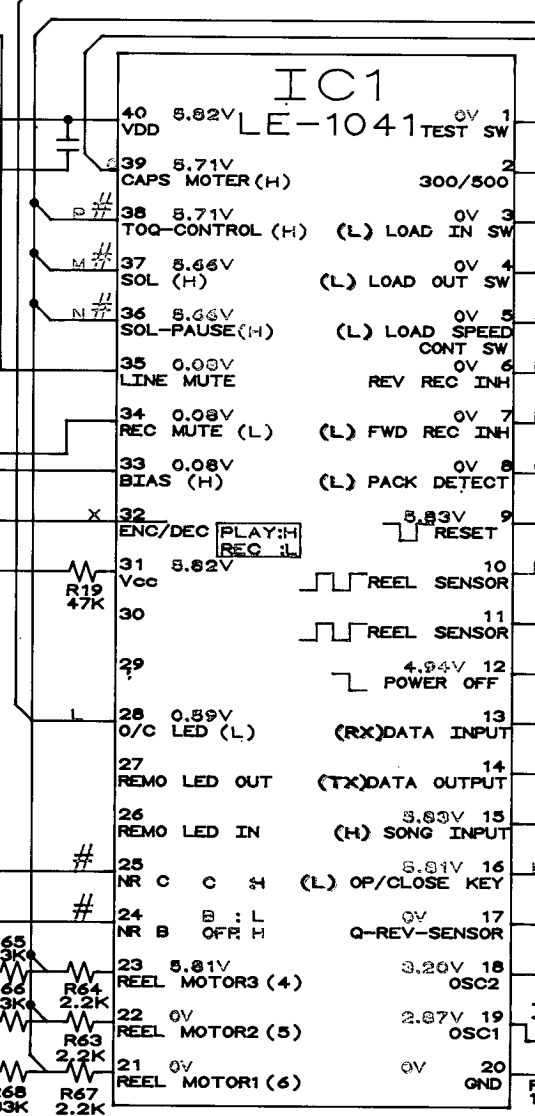 IC1
LE-1041
40 5.82V
VDD
39 5.71V
CAPS MOTER (H)
P #
38 5.71V
TOQ-CONTROL (H)
M #
37 5.66V
SOL (H)
N #
36 5.66V
SOL-PAUSE (H)
35 0.08V
LINE MUTE
34 0.08V
REC MUTE (L)
33 0.08V
BIAS (H)
X
32
ENC/DEC PLAY:H
REC :L
31 5.82V
Vcc
R19
47K
30
29
L
28 0.59V
O/C LED (L)
27
REMO LED OUT
26
REMO LED IN
#
25
NR C C H
#
24 B : L
NR B OFF: H
65
3K
23 5.81V
REEL MOTOR3 (4)
R64
2.2K
66
3K
22 0V
REEL MOTOR2 (5)
R63
2.2K
21 0V
REEL MOTOR1 (6)
R67
2.2K
68
33K
0V 1
TEST SW
2
300/500
0V 3
(L) LOAD IN SW
0V 4
(L) LOAD OUT SW
0V 5
(L) LOAD SPEED
CONT SW
0V 6
REV REC INH
0V 7
(L) FWD REC INH
0V 8
(L) PACK DETECT
5.83V 9
RESET
10
REEL SENSOR
11
REEL SENSOR
4.94V 12
POWER OFF
13
(RX)DATA INPUT
14
(TX)DATA OUTPUT
5.83V 15
(H) SONG INPUT
5.81V 16
(L) OP/CLOSE KEY
0V 17
Q-REV-SENSOR
3.20V 18
OSC2
2.87V 19
OSC1
0V 20
GND